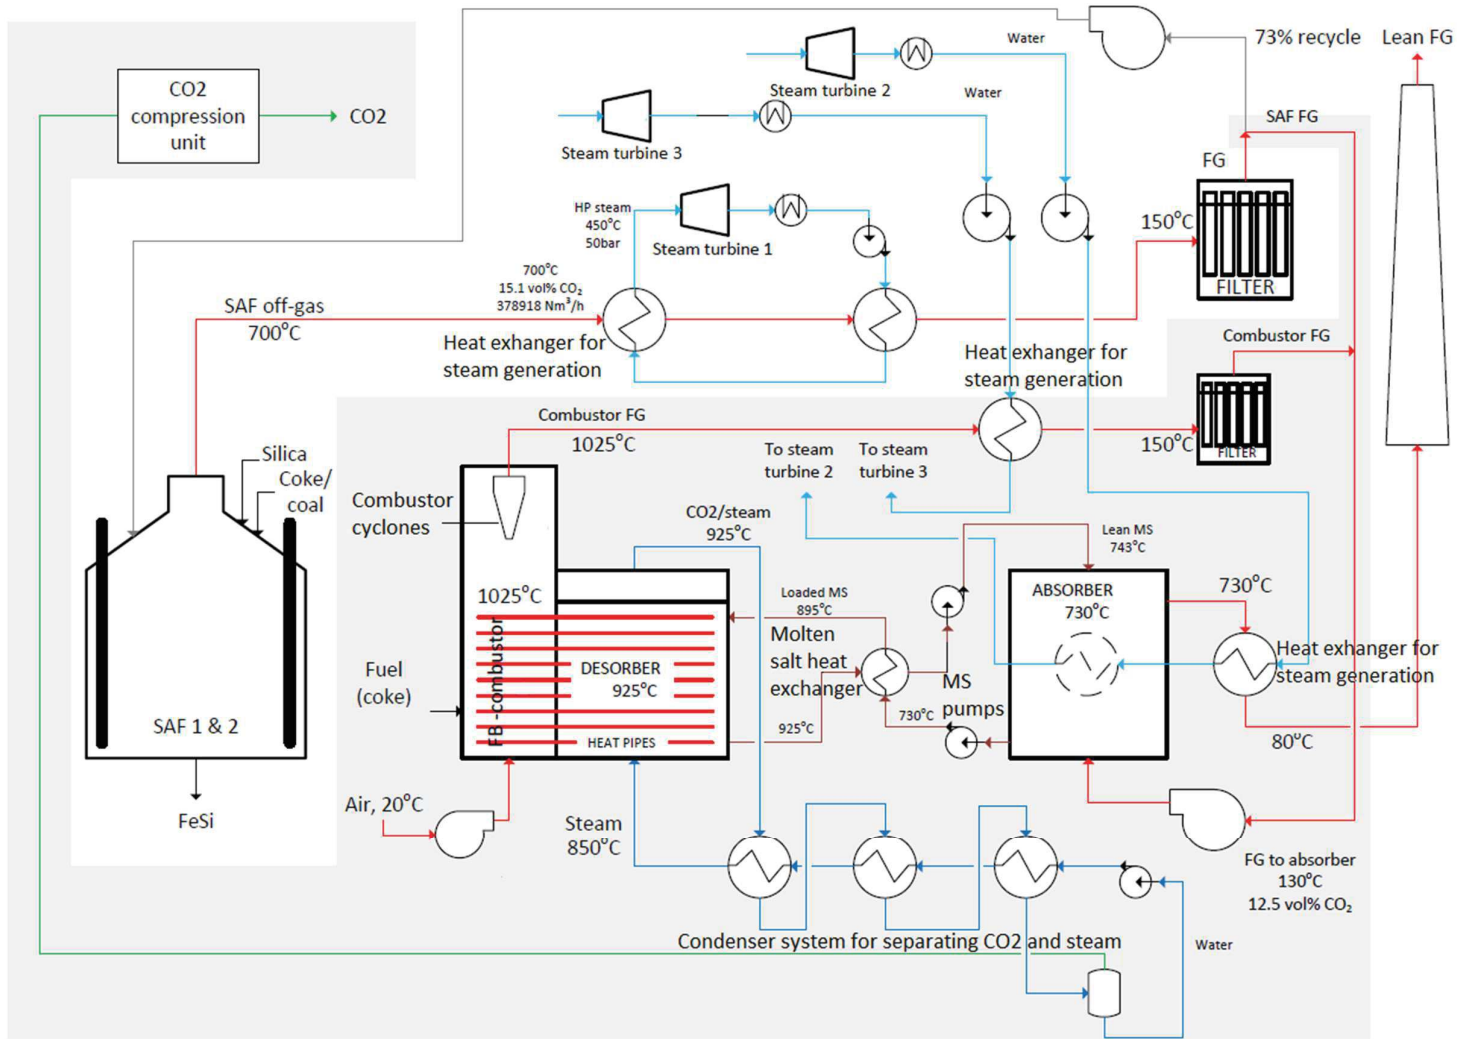 73% recycle
Lean FG
CO2
compression
unit
CO2
Water
Steam turbine 2
Water
Steam turbine 3
SAF FG
FG
HP steam
450°C
50bar
Steam turbine 1
150°C
FILTER
700°C
15.1 vol% CO₂
378918 Nm³/h
SAF off-gas
700°C
Heat exhanger for
steam generation
Heat exhanger for
steam generation
Combustor FG
Combustor FG
1025°C
150°C
FILTER
To steam
turbine 2
To steam
turbine 3
Silica
Coke/
coal
Combustor
cyclones
CO2/steam
925°C
Lean MS
743°C
1025°C
Loaded MS
895°C
ABSORBER
730°C
730°C
Molten
salt heat
exchanger
FB-combustor
DESORBER
925°C
Fuel
(coke)
Heat exhanger for
steam generation
MS
pumps
SAF 1 & 2
HEAT PIPES
925°C
730°C
80°C
Air, 20°C
FeSi
Steam
850°C
FG to absorber
130°C
12.5 vol% CO₂
Condenser system for separating CO2 and steam
Water